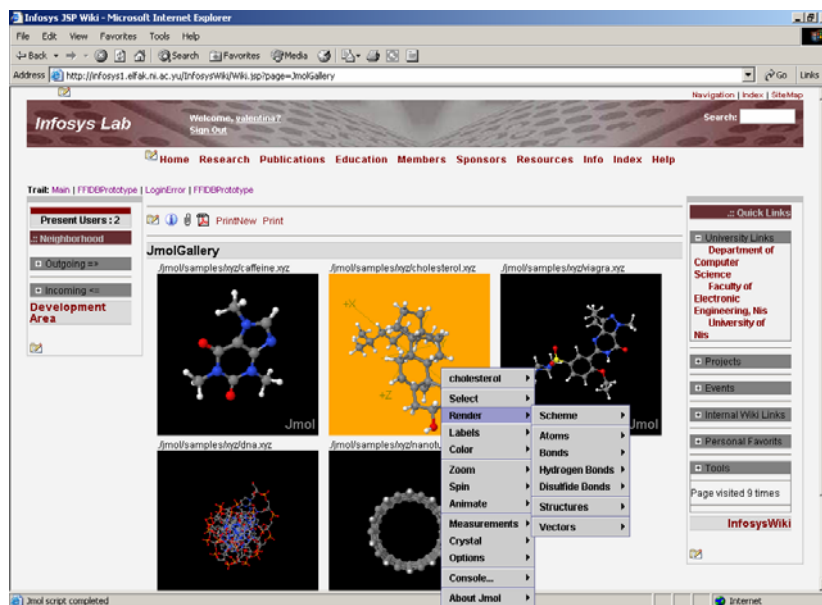 Infosys JSP Wiki - Microsoft Internet Explorer
File Edit View Favorites Tools Help
Back Search Favorites Media
Address http://infosys1.elfak.ni.ac.yu/InfosysWiki/Wiki.jsp?page=JmolGallery Go Links
Navigation | Index | SiteMap
Infosys Lab
Welcome, valentina?
Sign Out
Search:
Home Research Publications Education Members Sponsors Resources Info Index Help
Trail: Main | FFIDBPrototype | LoginError | FFIDBPrototype
Present Users : 2
.:: Neighborhood
Outgoing =>
Incoming <=
Development
Area
PrintNew Print
JmolGallery
/jmol/samples/xyz/caffeine.xyz
/jmol/samples/xyz/cholesterol.xyz
/jmol/samples/xyz/viagra.xyz
+X
+Z
Jmol
Jmol
/jmol/samples/xyz/dna.xyz
/jmol/samples/xyz/nanotu
cholesterol
Select
Render
Labels
Color
Zoom
Spin
Animate
Measurements
Crystal
Options
Console...
About Jmol
Scheme
Atoms
Bonds
Hydrogen Bonds
Disulfide Bonds
Structures
Vectors
.:: Quick Links
University Links
Department of
Computer
Science
Faculty of
Electronic
Engineering, Nis
University of
Nis
Projects
Events
Internal Wiki Links
Personal Favorits
Tools
Page visited 9 times
InfosysWiki
Jmol script completed
Internet